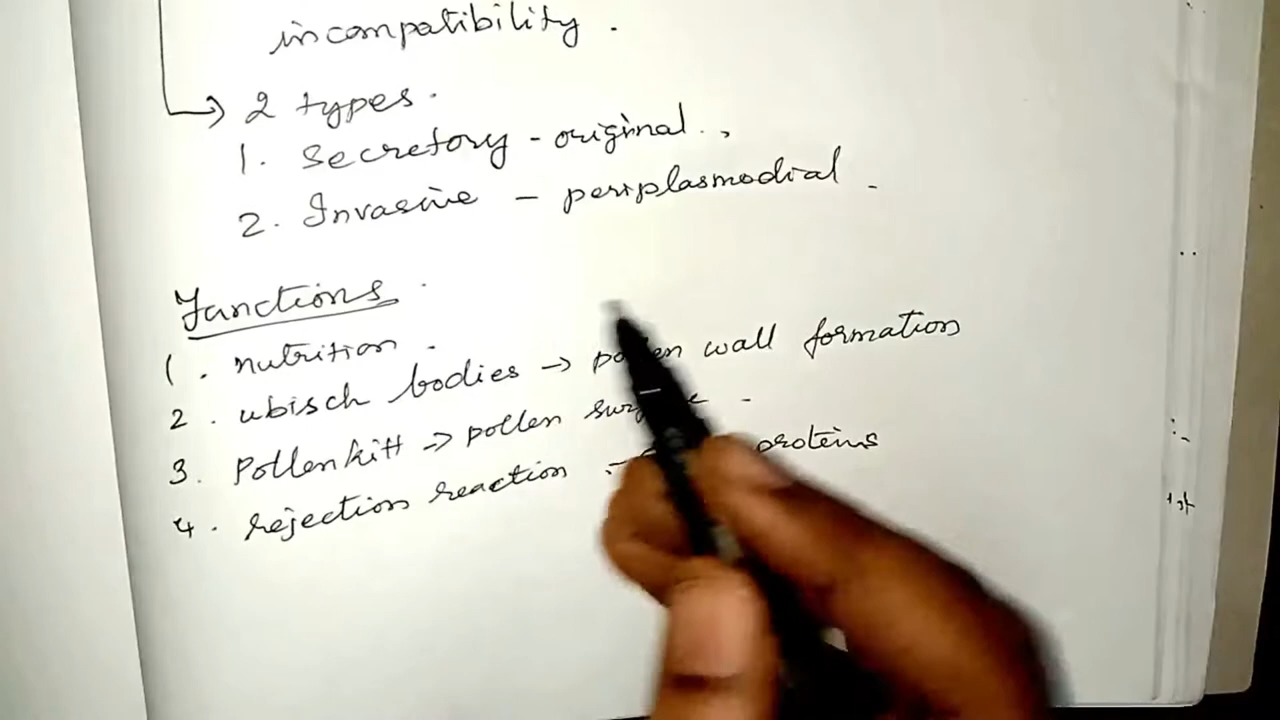 incompatibility.
→ 2 types.
1. Secretory - original.,
2. Invasive - periplasmodial.
Functions.
1. nutrition.
2. ubisch bodies → pollen wall formation
3. Pollenkitt → pollen .
4. rejection reaction proteins